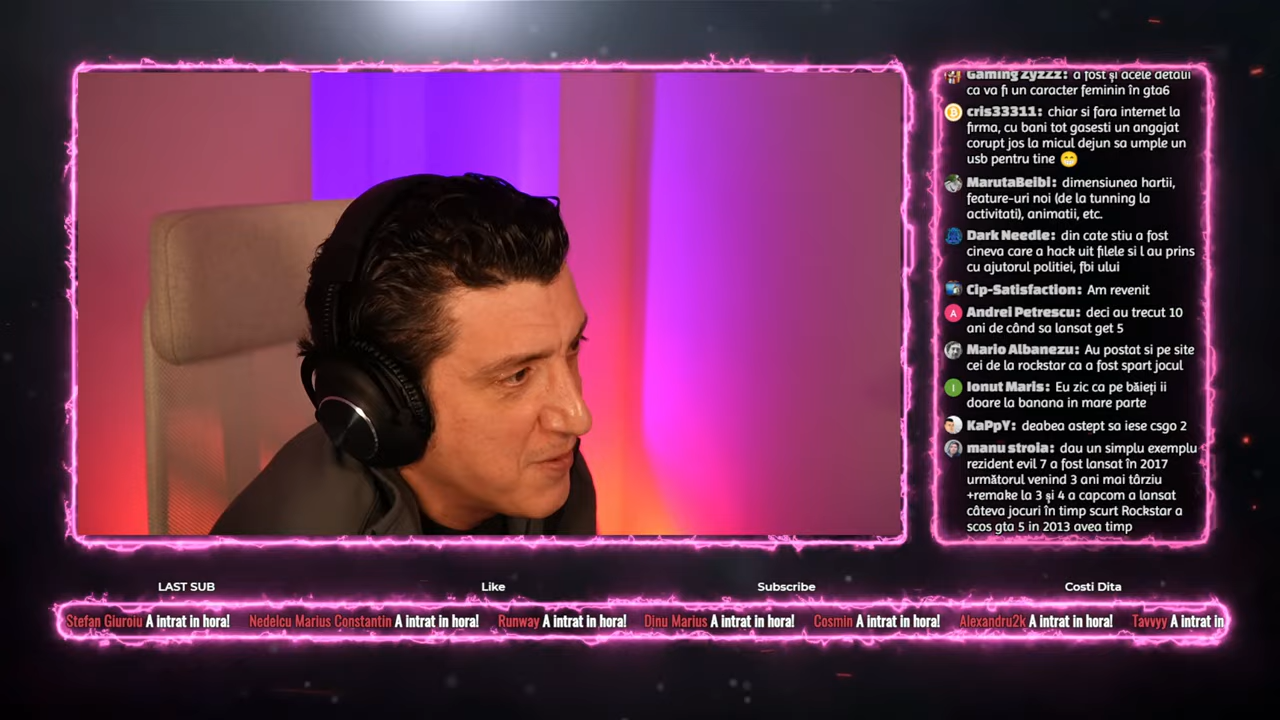 Gaming Zyzzz: a fost și acele detalii
ca va fi un caracter feminin în gta6
cris33311: chiar si fara internet la
firma, cu bani tot gasesti un angajat
corupt jos la micul dejun sa umple un
usb pentru tine
MarutaBeibi: dimensiunea hartii,
feature-uri noi (de la tunning la
activitati), animatii, etc.
Dark Needle: din cate stiu a fost
cineva care a hack uit filele si l au prins
cu ajutorul politiei, fbi ului
Cip-Satisfaction: Am revenit
A
Andrei Petrescu: deci au trecut 10
ani de când sa lansat get 5
Mario Albanezu: Au postat si pe site
cei de la rockstar ca a fost spart jocul
I
Ionut Maris: Eu zic ca pe băieți ii
doare la banana in mare parte
KaPpY: deabea astept sa iese csgo 2
manu stroia: dau un simplu exemplu
rezident evil 7 a fost lansat în 2017
următorul venind 3 ani mai târziu
+remake la 3 și 4 a capcom a lansat
câteva jocuri în timp scurt Rockstar a
scos gta 5 in 2013 avea timp
LAST SUB Like Subscribe Costi Dita
Stefan Giuroiu A intrat in hora! Nedelcu Marius Constantin A intrat in hora! Runway A intrat in hora! Dinu Marius A intrat in hora! Cosmin A intrat in hora! Alexandru2k A intrat in hora! Tavvyy A intrat in